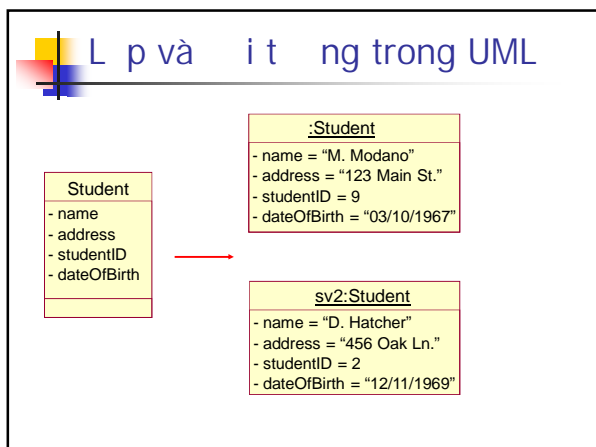 L p và i t ng trong UML
Student
- name
- address
- studentID
- dateOfBirth
:Student
- name = “M. Modano”
- address = “123 Main St.”
- studentID = 9
- dateOfBirth = “03/10/1967”
sv2:Student
- name = “D. Hatcher”
- address = “456 Oak Ln.”
- studentID = 2
- dateOfBirth = “12/11/1969”